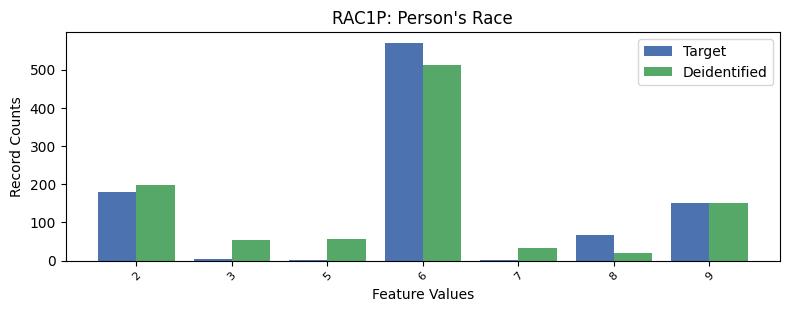 RAC1P: Person's Race
Target
Deidentified
Record Counts
500
400
300
200
100
0
2 3 5 6 7 8 9
Feature Values